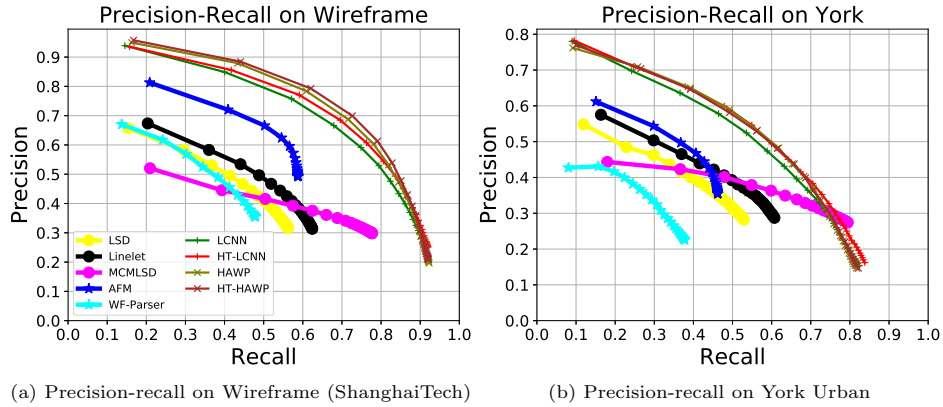 Precision-Recall on Wireframe
Precision
0.9
0.8
0.7
0.6
0.5
0.4
0.3
0.2
0.1
0.0
LSD
Linelet
MCMLSD
AFM
WF-Parser
LCNN
HT-LCNN
HAWP
HT-HAWP
0.0 0.1 0.2 0.3 0.4 0.5 0.6 0.7 0.8 0.9 1.0
Recall
(a) Precision-recall on Wireframe (ShanghaiTech)
Precision-Recall on York
Precision
0.8
0.7
0.6
0.5
0.4
0.3
0.2
0.1
0.0
0.0 0.1 0.2 0.3 0.4 0.5 0.6 0.7 0.8 0.9 1.0
Recall
(b) Precision-recall on York Urban